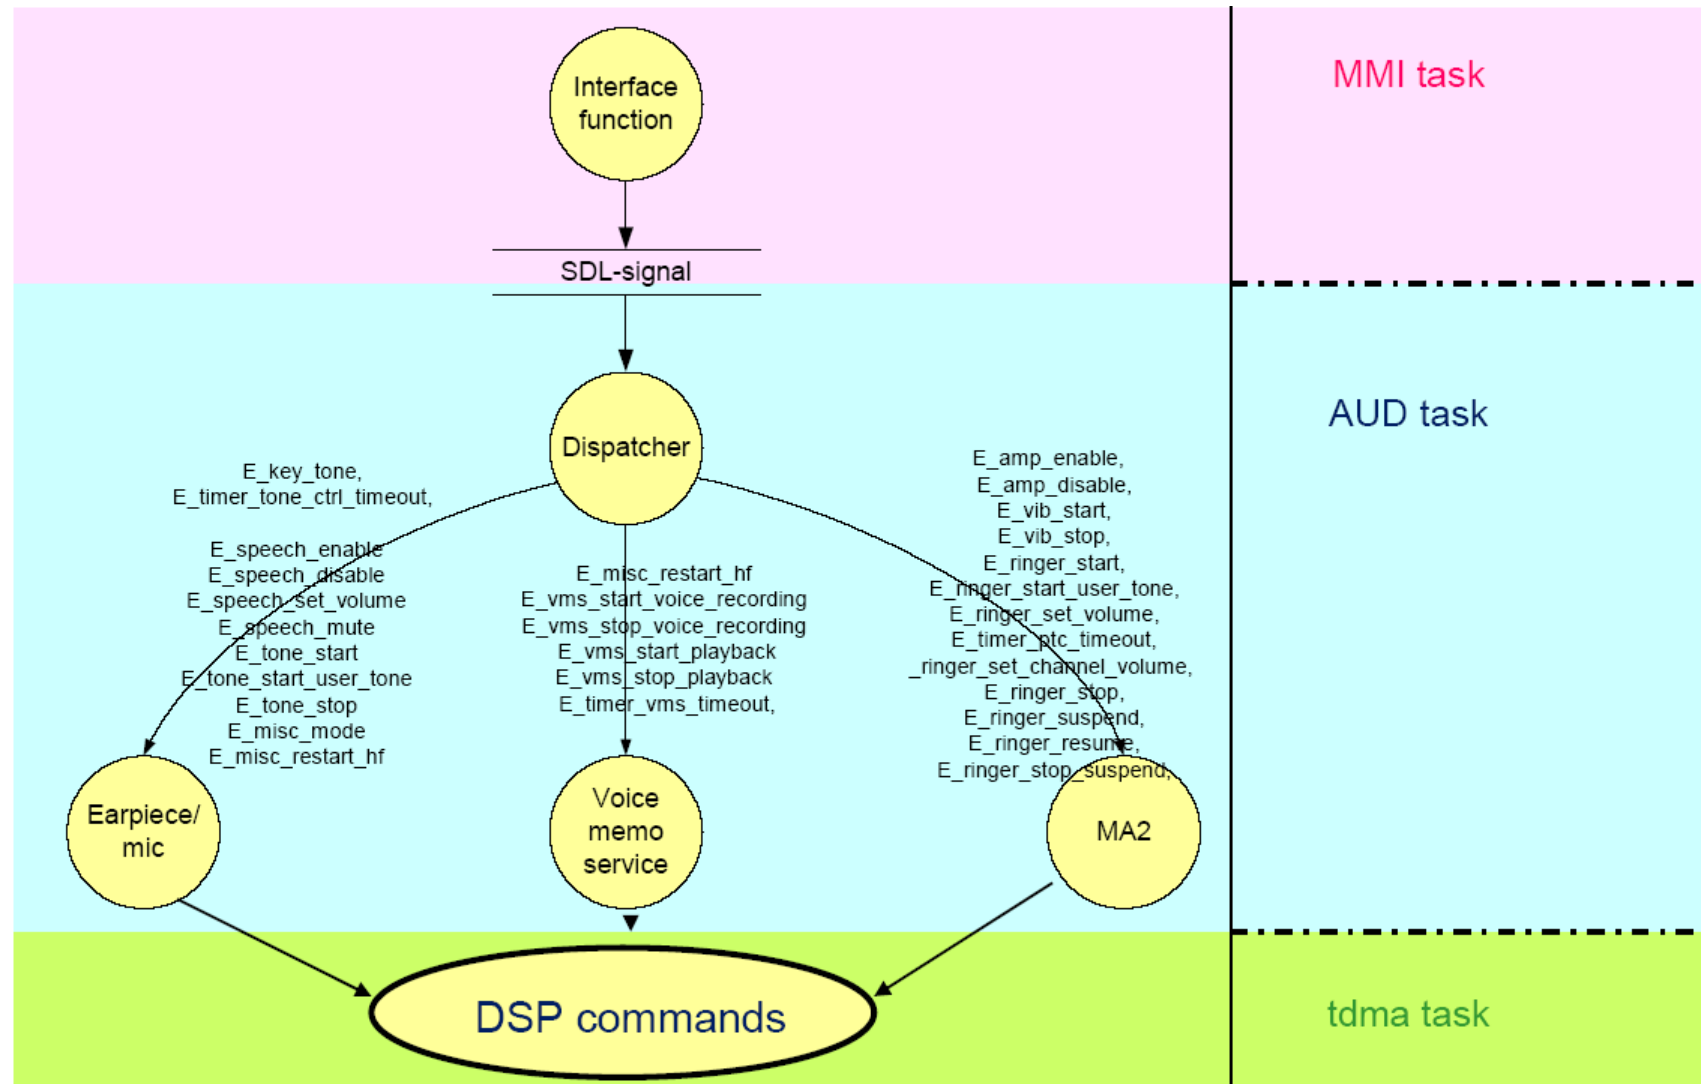 Interface
function
MMI task
SDL-signal
AUD task
Dispatcher
E_key_tone,
E_timer_tone_ctrl_timeout,
E_speech_enable
E_speech_disable
E_speech_set_volume
E_speech_mute
E_tone_start
E_tone_start_user_tone
E_tone_stop
E_misc_mode
E_misc_restart_hf
E_misc_restart_hf
E_vms_start_voice_recording
E_vms_stop_voice_recording
E_vms_start_playback
E_vms_stop_playback
E_timer_vms_timeout,
E_amp_enable,
E_amp_disable,
E_vib_start,
E_vib_stop,
E_ringer_start,
E_ringer_start_user_tone,
E_ringer_set_volume,
E_timer_ptc_timeout,
_ringer_set_channel_volume,
E_ringer_stop,
E_ringer_suspend,
E_ringer_resume,
E_ringer_stop_suspend,
Earpiece/
mic
Voice
memo
service
MA2
DSP commands
tdma task